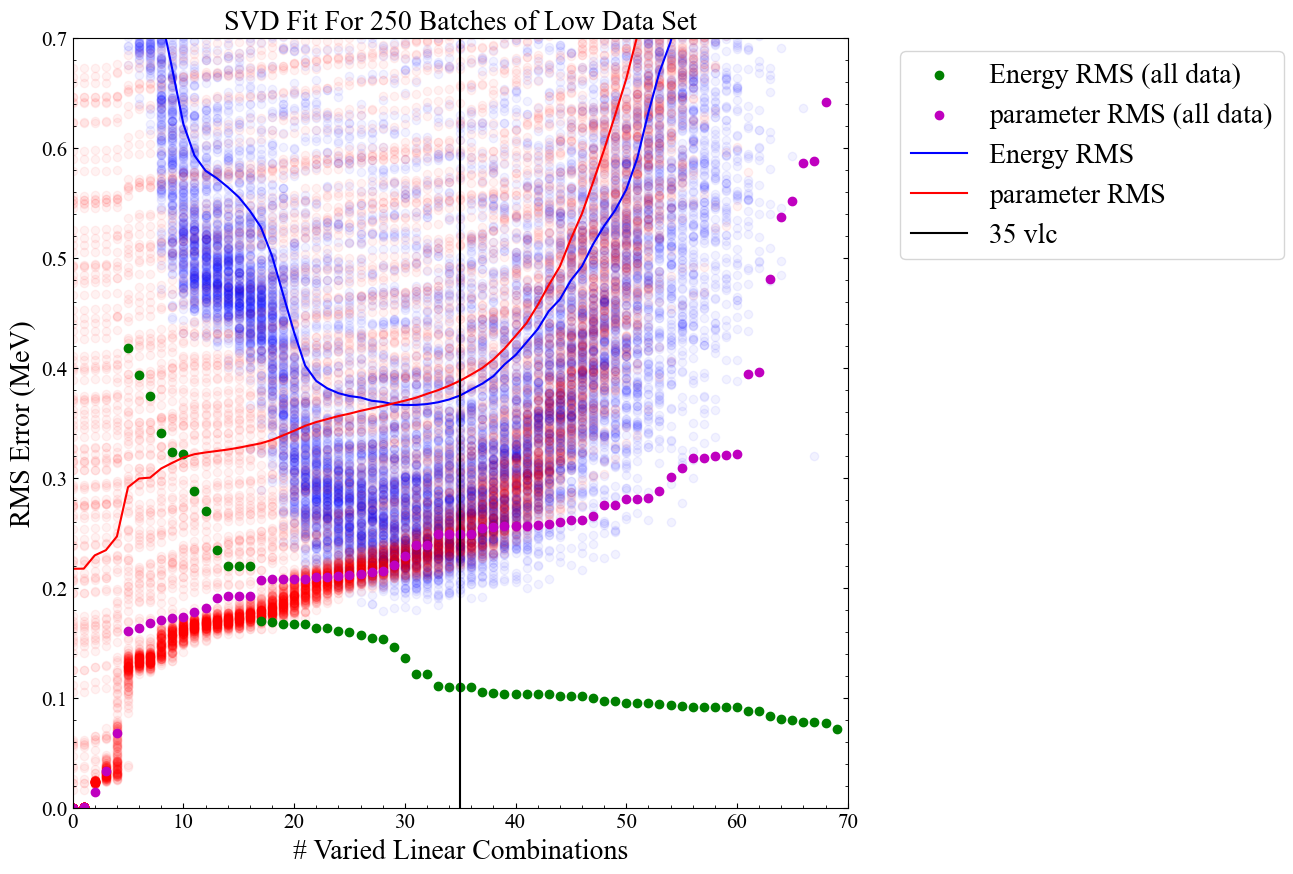 SVD Fit For 250 Batches of Low Data Set
RMS Error (MeV)
0.7
0.6
0.5
0.4
0.3
0.2
0.1
0.0
0 10 20 30 40 50 60 70
# Varied Linear Combinations
Energy RMS (all data)
parameter RMS (all data)
Energy RMS
parameter RMS
35 vlc